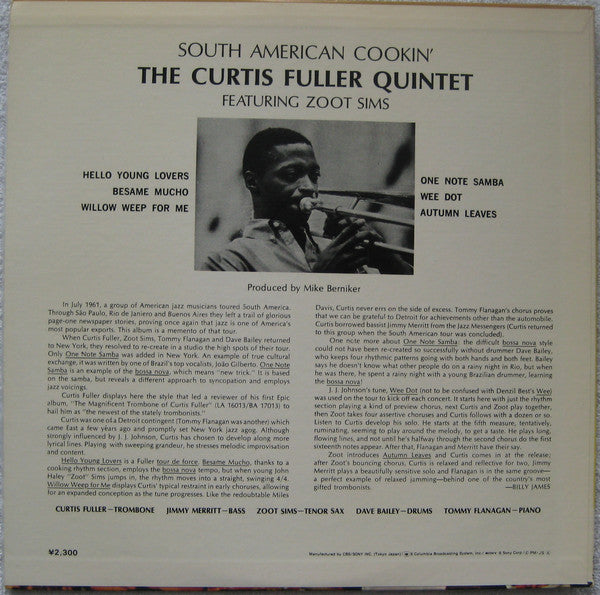 SOUTH AMERICAN COOKIN'
THE CURTIS FULLER QUINTET
FEATURING ZOOT SIMS
HELLO YOUNG LOVERS
BESAME MUCHO
WILLOW WEEP FOR ME
ONE NOTE SAMBA
WEE DOT
AUTUMN LEAVES
Produced by Mike Berniker
In July 1961, a group of American jazz musicians toured South America.
Through São Paulo, Rio de Janiero and Buenos Aires they left a trail of glorious
page-one newspaper stories, proving once again that jazz is one of America's
most popular exports. This album is a memento of that tour.
When Curtis Fuller, Zoot Sims, Tommy Flanagan and Dave Bailey returned
to New York, they resolved to re-create in a studio the high spots of their tour.
Only One Note Samba was added in New York. An example of true cultural
exchange, it was written by one of Brazil's top vocalists, João Gilberto. One Note
Samba is an example of the bossa nova, which means "new trick." It is based
on the samba, but reveals a different approach to syncopation and employs
jazz voicings.
Curtis Fuller displays here the style that led a reviewer of his first Epic
album, "The Magnificent Trombone of Curtis Fuller" (LA 16013/BA 17013) to
hail him as "the newest of the stately trombonists."
Curtis was one of a Detroit contingent (Tommy Flanagan was another) which
came East a few years ago and promptly set New York jazz agog. Although
strongly influenced by J. J. Johnson, Curtis has chosen to develop along more
lyrical lines. Playing with sweeping grandeur, he stresses melodic improvisation
and content.
Hello Young Lovers is a Fuller tour de force. Besame Mucho, thanks to a
cooking rhythm section, employs the bossa nova tempo, but when young John
Haley "Zoot" Sims jumps in, the rhythm moves into a straight, swinging 4/4.
Willow Weep for Me displays Curtis' typical restraint in early choruses, allowing
for an expanded conception as the tune progresses. Like the redoubtable Miles
Davis, Curtis never errs on the side of excess. Tommy Flanagan's chorus proves
that we can be grateful to Detroit for achievements other than the automobile.
Curtis borrowed bassist Jimmy Merritt from the Jazz Messengers (Curtis returned
to this group when the South American tour was concluded).
One note more about One Note Samba: the difficult bossa nova style
could not have been re-created so successfully without drummer Dave Bailey,
who keeps four rhythmic patterns going with both hands and both feet. Bailey
says he doesn't know what other people do on a rainy night in Rio, but when
he was there, he spent a rainy night with a young Brazilian drummer, learning
the bossa nova!
J. J. Johnson's tune, Wee Dot (not to be confused with Denzil Best's Wee)
was used on the tour to kick off each concert. It starts here with just the rhythm
section playing a kind of preview chorus, next Curtis and Zoot play together,
then Zoot takes four assertive choruses and Curtis follows with a dozen or so.
Listen to Curtis develop his solo. He starts at the fifth measure, tentatively,
ruminating, seeming to play around the melody, to get a taste. He plays long,
flowing lines, and not until he's halfway through the second chorus do the first
sixteenth notes appear. After that, Flanagan and Merritt have their say.
Zoot introduces Autumn Leaves and Curtis comes in at the release;
after Zoot's bouncing chorus, Curtis is relaxed and reflective for two, Jimmy
Merritt plays a beautifully sensitive solo and Flanagan is in the same groove—
a perfect example of relaxed jamming—behind one of the country's most
gifted trombonists.
—BILLY JAMES
CURTIS FULLER—TROMBONE JIMMY MERRITT—BASS ZOOT SIMS—TENOR SAX DAVE BAILEY—DRUMS TOMMY FLANAGAN—PIANO
¥2,300
Manufactured by CBS/SONY INC. (Tokyo Japan)